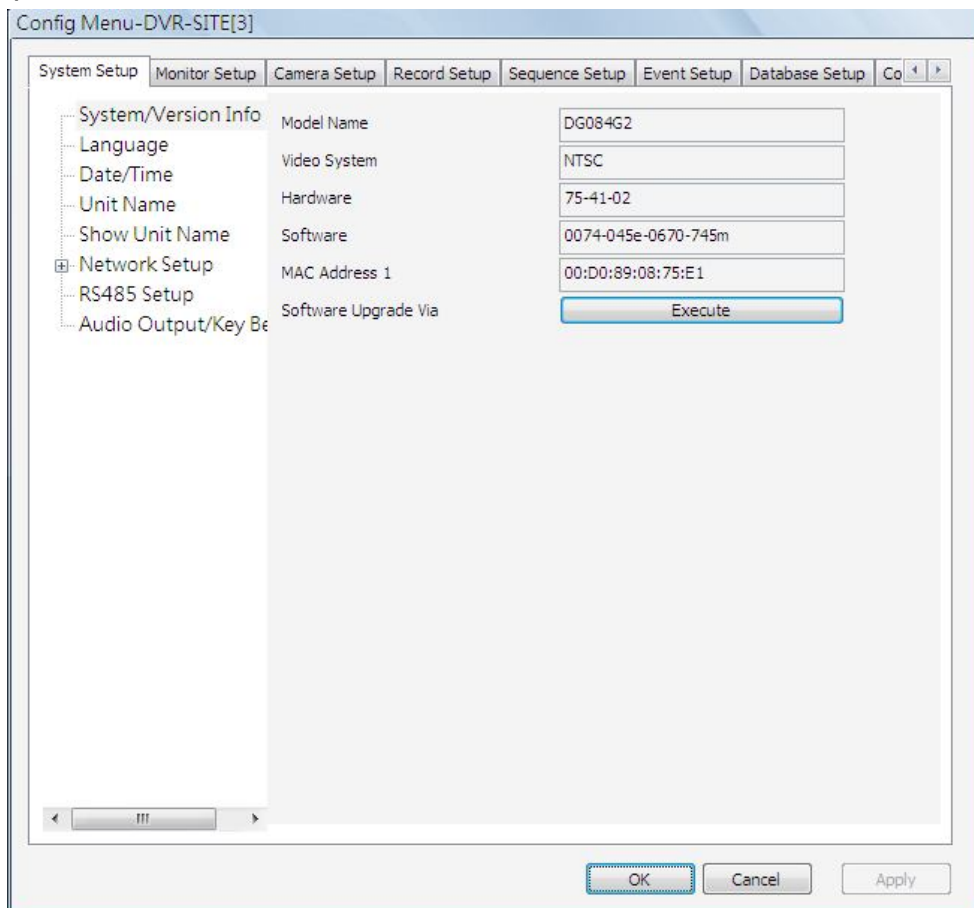 Config Menu-DVR-SITE[3]
System Setup Monitor Setup Camera Setup Record Setup Sequence Setup Event Setup Database Setup Co
System/Version Info
Language
Date/Time
Unit Name
Show Unit Name
Network Setup
RS485 Setup
Audio Output/Key Be
Model Name DG084G2
Video System NTSC
Hardware 75-41-02
Software 0074-045e-0670-745m
MAC Address 1 00:D0:89:08:75:E1
Software Upgrade Via Execute
OK Cancel Apply